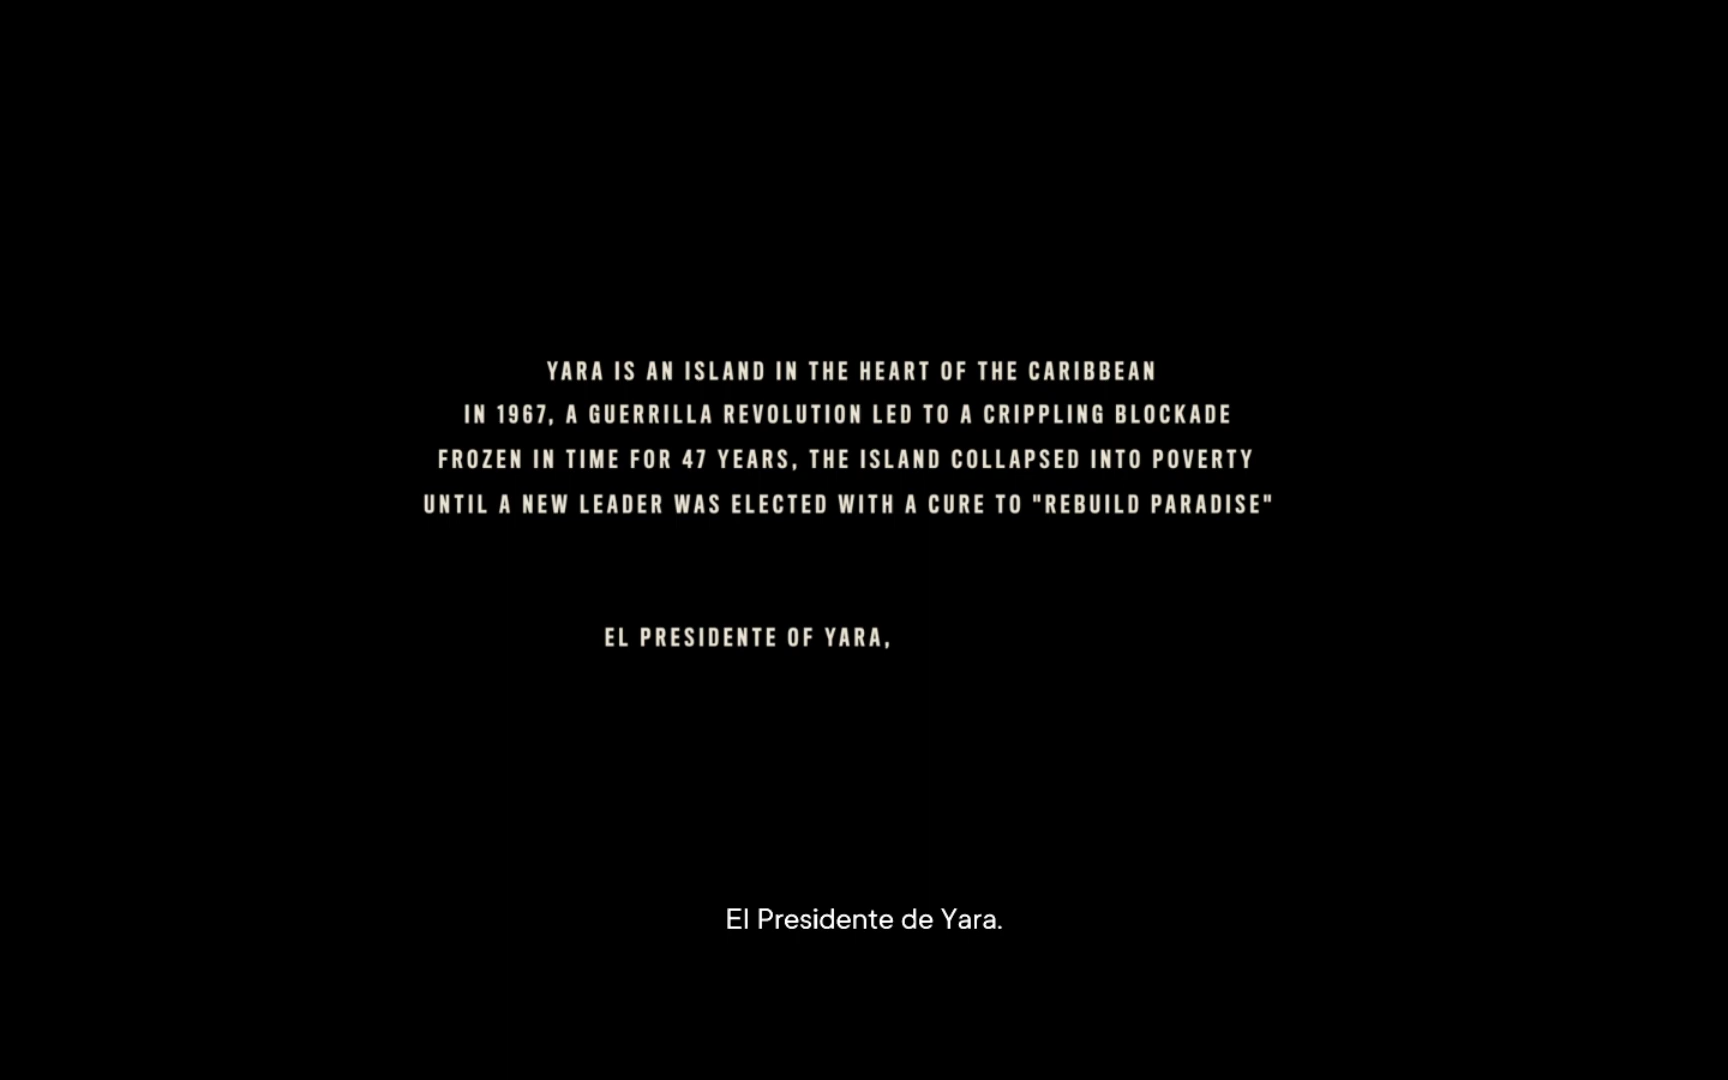 YARA IS AN ISLAND IN THE HEART OF THE CARIBBEAN
IN 1967, A GUERRILLA REVOLUTION LED TO A CRIPPLING BLOCKADE
FROZEN IN TIME FOR 47 YEARS, THE ISLAND COLLAPSED INTO POVERTY
UNTIL A NEW LEADER WAS ELECTED WITH A CURE TO "REBUILD PARADISE"
EL PRESIDENTE OF YARA,
El Presidente de Yara.